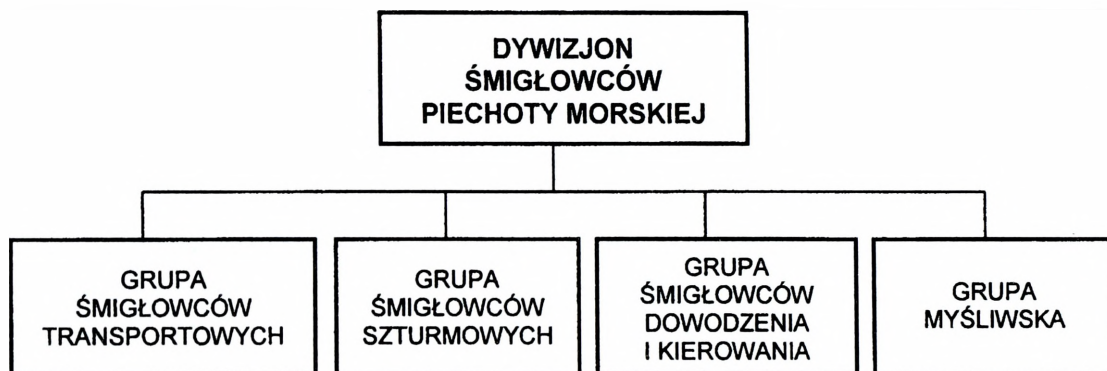 DYWIZJON
ŚMIGŁOWCÓW
PIECHOTY MORSKIEJ
GRUPA
ŚMIGŁOWCÓW
TRANSPORTOWYCH
GRUPA
ŚMIGŁOWCÓW
SZTURMOWYCH
GRUPA
ŚMIGŁOWCÓW
DOWODZENIA
I KIEROWANIA
GRUPA
MYŚLIWSKA